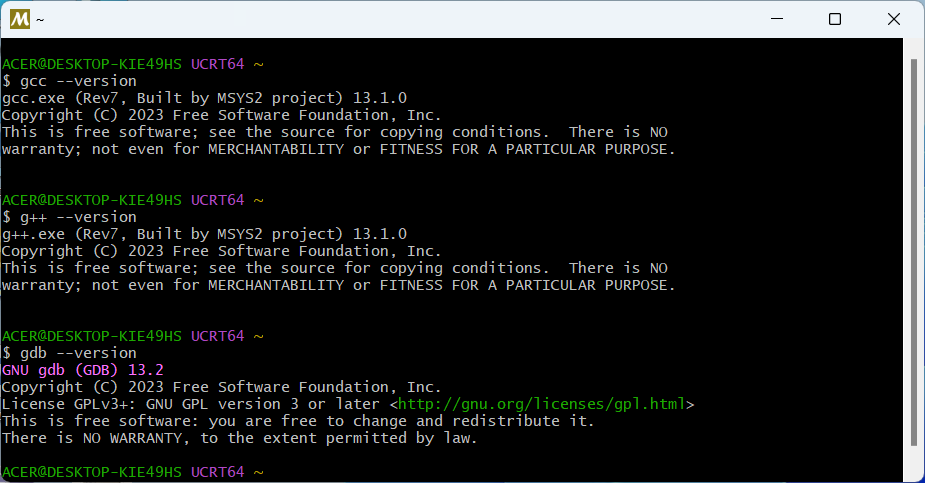 M ~
ACER@DESKTOP-KIE49HS UCRT64 ~
$ gcc --version
gcc.exe (Rev7, Built by MSYS2 project) 13.1.0
Copyright (C) 2023 Free Software Foundation, Inc.
This is free software; see the source for copying conditions.  There is NO
warranty; not even for MERCHANTABILITY or FITNESS FOR A PARTICULAR PURPOSE.
ACER@DESKTOP-KIE49HS UCRT64 ~
$ g++ --version
g++.exe (Rev7, Built by MSYS2 project) 13.1.0
Copyright (C) 2023 Free Software Foundation, Inc.
This is free software; see the source for copying conditions.  There is NO
warranty; not even for MERCHANTABILITY or FITNESS FOR A PARTICULAR PURPOSE.
ACER@DESKTOP-KIE49HS UCRT64 ~
$ gdb --version
GNU gdb (GDB) 13.2
Copyright (C) 2023 Free Software Foundation, Inc.
License GPLv3+: GNU GPL version 3 or later <http://gnu.org/licenses/gpl.html>
This is free software: you are free to change and redistribute it.
There is NO WARRANTY, to the extent permitted by law.
ACER@DESKTOP-KIE49HS UCRT64 ~